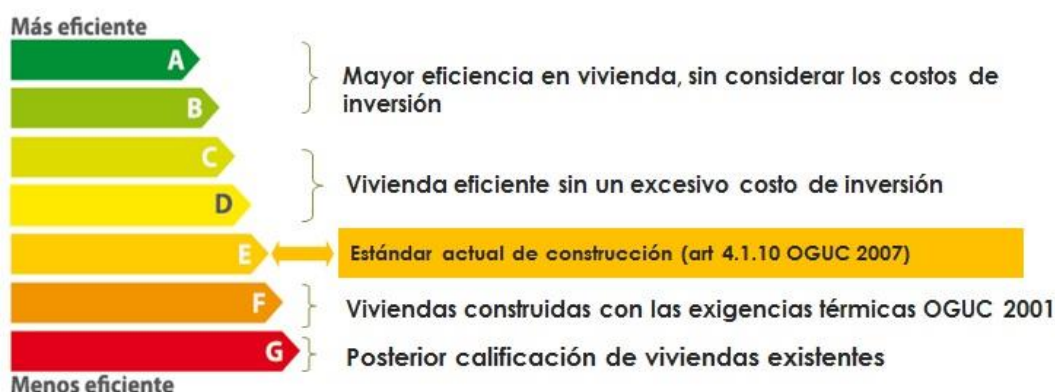 Más eficiente
A
Mayor eficiencia en vivienda, sin considerar los costos de
inversión
B
C
Vivienda eficiente sin un excesivo costo de inversión
D
E
Estándar actual de construcción (art 4.1.10 OGUC 2007)
F
Viviendas construidas con las exigencias térmicas OGUC 2001
G
Posterior calificación de viviendas existentes
Menos eficiente